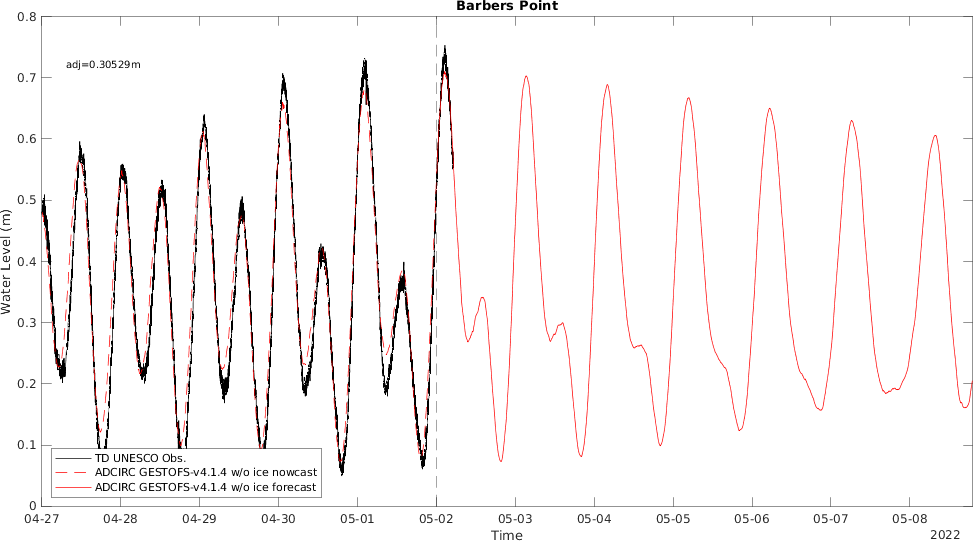 Barbers Point
0.8
0.7
0.6
0.5
0.4
0.3
0.2
0.1
0
Water Level (m)
adj=0.30529m
TD UNESCO Obs.
ADCIRC GESTOFS-v4.1.4 w/o ice nowcast
ADCIRC GESTOFS-v4.1.4 w/o ice forecast
04-27 04-28 04-29 04-30 05-01 05-02 05-03 05-04 05-05 05-06 05-07 05-08
Time
2022